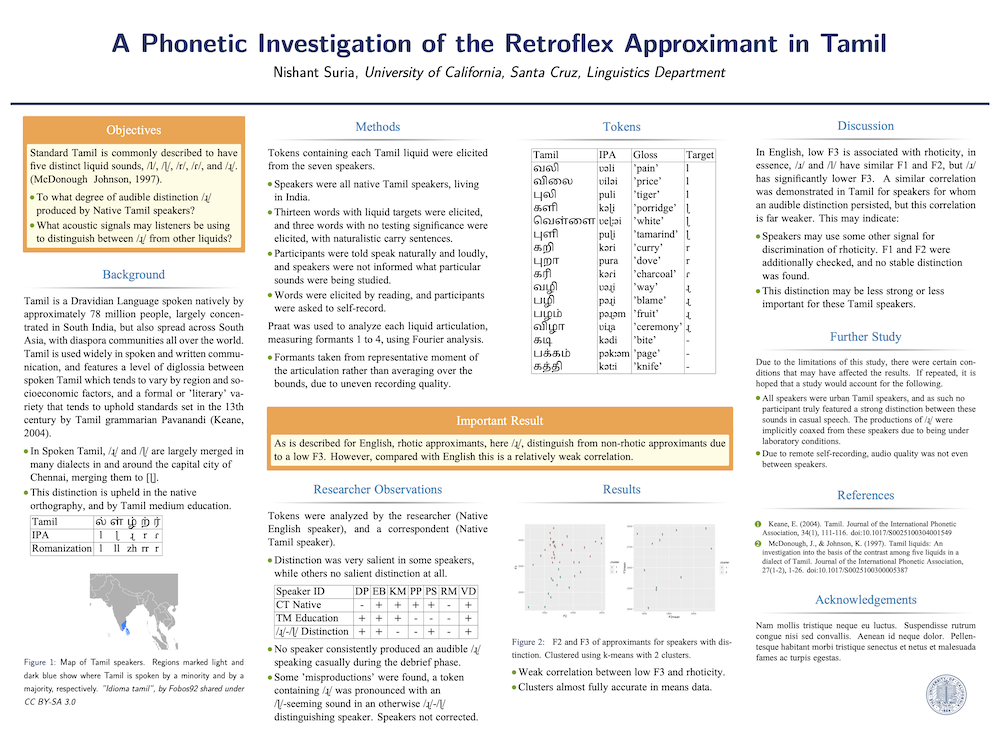 A Phonetic Investigation of the Retroflex Approximant in Tamil
Nishant Suria, University of California, Santa Cruz, Linguistics Department
Objectives
Standard Tamil is commonly described to have
five distinct liquid sounds, /l/, /ɭ/, /r/, /ɾ/, and /ɻ/.
(McDonough Johnson, 1997).
To what degree of audible distinction /ɻ/
produced by Native Tamil speakers?
What acoustic signals may listeners be using
to distinguish between /ɻ/ from other liquids?
Background
Tamil is a Dravidian Language spoken natively by
approximately 78 million people, largely concen-
trated in South India, but also spread across South
Asia, with diaspora communities all over the world.
Tamil is used widely in spoken and written commu-
nication, and features a level of diglossia between
spoken Tamil which tends to vary by region and so-
cioeconomic factors, and a formal or 'literary' va-
riety that tends to uphold standards set in the 13th
century by Tamil grammarian Pavanandi (Keane,
2004).
In Spoken Tamil, /ɻ/ and /ɭ/ are largely merged in
many dialects in and around the capital city of
Chennai, merging them to [ɭ].
This distinction is upheld in the native
orthography, and by Tamil medium education.
Tamil ல் ள் ழ் ற் ர்
IPA l ɭ ɻ r ɾ
Romanization l ll zh rr r
Figure 1: Map of Tamil speakers. Regions marked light and
dark blue show where Tamil is spoken by a minority and by a
majority, respectively. "Idioma tamil", by Fobos92 shared under
CC BY-SA 3.0
Methods
Tokens containing each Tamil liquid were elicited
from the seven speakers.
Speakers were all native Tamil speakers, living
in India.
Thirteen words with liquid targets were elicited,
and three words with no testing significance were
elicited, with naturalistic carry sentences.
Participants were told speak naturally and loudly,
and speakers were not informed what particular
sounds were being studied.
Words were elicited by reading, and participants
were asked to self-record.
Praat was used to analyze each liquid articulation,
measuring formants 1 to 4, using Fourier analysis.
Formants taken from representative moment of
the articulation rather than averaging over the
bounds, due to uneven recording quality.
Tokens
Tamil IPA Gloss Target
வலி ʋəli 'pain' l
விலை ʋiləi 'price' l
புலி puli 'tiger' l
களி kəɭi 'porridge' ɭ
வெள்ளை ʋeɭːəi 'white' ɭ
புளி puɭi 'tamarind' ɭ
கறி kəri 'curry' r
புறா pura 'dove' r
கரி kəɾi 'charcoal' ɾ
வழி ʋəɻi 'way' ɻ
பழி pəɻi 'blame' ɻ
பழம் pəɻəm 'fruit' ɻ
விழா ʋiɻa 'ceremony' ɻ
கடி kədi 'bite' -
பக்கம் pəkːəm 'page' -
கத்தி kətːi 'knife' -
Important Result
As is described for English, rhotic approximants, here /ɻ/, distinguish from non-rhotic approximants due
to a low F3. However, compared with English this is a relatively weak correlation.
Researcher Observations
Tokens were analyzed by the researcher (Native
English speaker), and a correspondent (Native
Tamil speaker).
Distinction was very salient in some speakers,
while others no salient distinction at all.
Speaker ID DP EB KM PP PS RM VD
CT Native - + + + + - +
TM Education + + + - - - +
/ɻ/-/ɭ/ Distinction + + - - + - +
No speaker consistently produced an audible /ɻ/
speaking casually during the debrief phase.
Some 'misproductions' were found, a token
containing /ɻ/ was pronounced with an
/ɭ/-seeming sound in an otherwise /ɻ/-/ɭ/
distinguishing speaker. Speakers not corrected.
Results
Figure 2: F2 and F3 of approximants for speakers with dis-
tinction. Clustered using k-means with 2 clusters.
Weak correlation between low F3 and rhoticity.
Clusters almost fully accurate in means data.
Discussion
In English, low F3 is associated with rhoticity, in
essence, /ɹ/ and /l/ have similar F1 and F2, but /ɹ/
has significantly lower F3. A similar correlation
was demonstrated in Tamil for speakers for whom
an audible distinction persisted, but this correlation
is far weaker. This may indicate:
Speakers may use some other signal for
discrimination of rhoticity. F1 and F2 were
additionally checked, and no stable distinction
was found.
This distinction may be less strong or less
important for these Tamil speakers.
Further Study
Due to the limitations of this study, there were certain con-
ditions that may have affected the results. If repeated, it is
hoped that a study would account for the following.
All speakers were urban Tamil speakers, and as such no
participant truly featured a strong distinction between these
sounds in casual speech. The productions of /ɻ/ were
implicitly coaxed from these speakers due to being under
laboratory conditions.
Due to remote self-recording, audio quality was not even
between speakers.
References
1 Keane, E. (2004). Tamil. Journal of the International Phonetic
Association, 34(1), 111-116. doi:10.1017/S0025100304001549
2 McDonough, J., & Johnson, K. (1997). Tamil liquids: An
investigation into the basis of the contrast among five liquids in a
dialect of Tamil. Journal of the International Phonetic Association,
27(1-2), 1-26. doi:10.1017/S0025100300005387
Acknowledgements
Nam mollis tristique neque eu luctus. Suspendisse rutrum
congue nisi sed convallis. Aenean id neque dolor. Pellen-
tesque habitant morbi tristique senectus et netus et malesuada
fames ac turpis egestas.